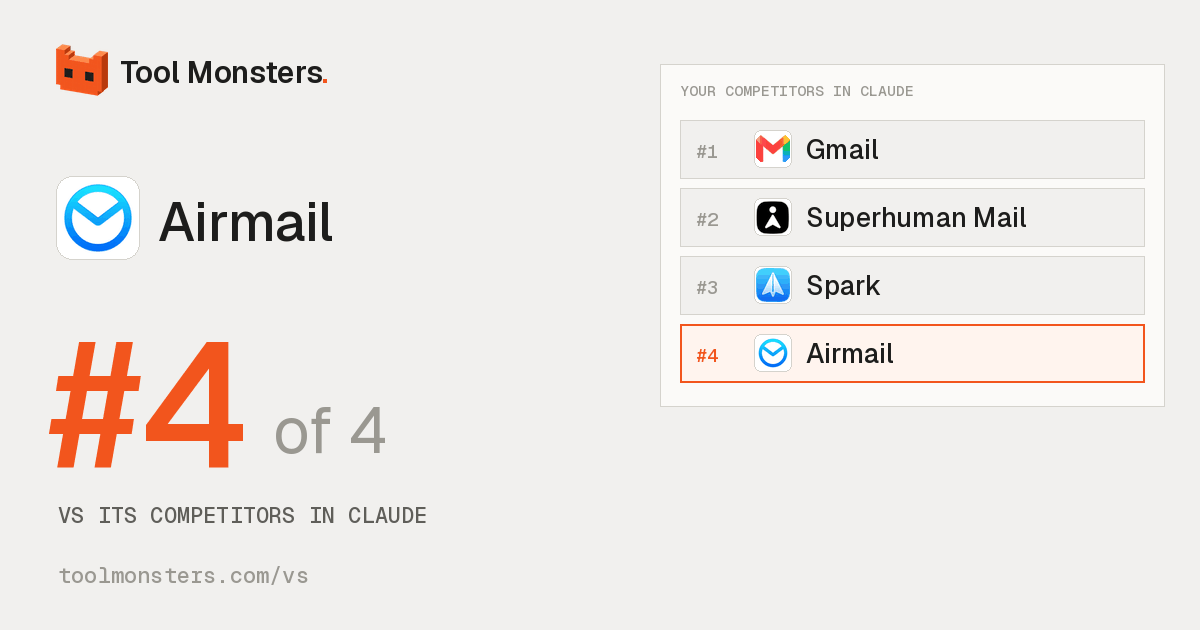 Tool Monsters.
Airmail
#4 of 4
VS ITS COMPETITORS IN CLAUDE
toolmonsters.com/vs
YOUR COMPETITORS IN CLAUDE
#1 Gmail
#2 Superhuman Mail
#3 Spark
#4 Airmail